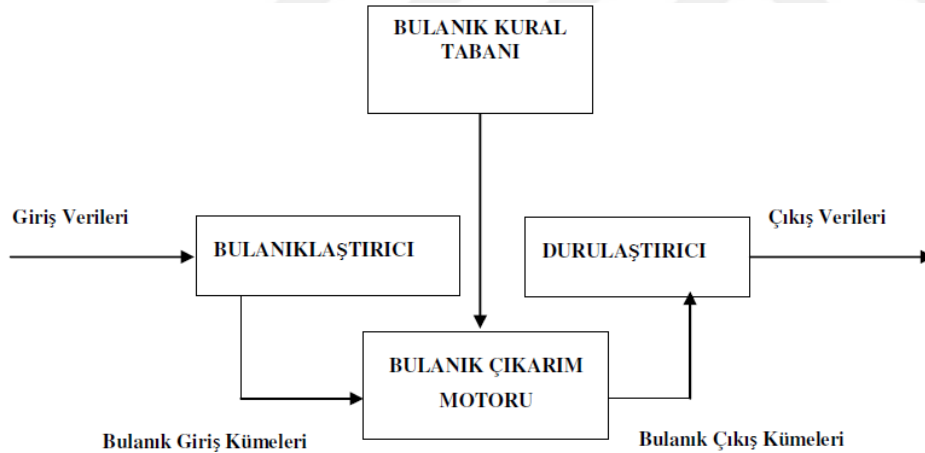 BULANIK KURAL
TABANI
Giriş Verileri
Çıkış Verileri
BULANIKLAŞTIRICI
DURULAŞTIRICI
BULANIK ÇIKARIM
MOTORU
Bulanık Giriş Kümeleri
Bulanık Çıkış Kümeleri